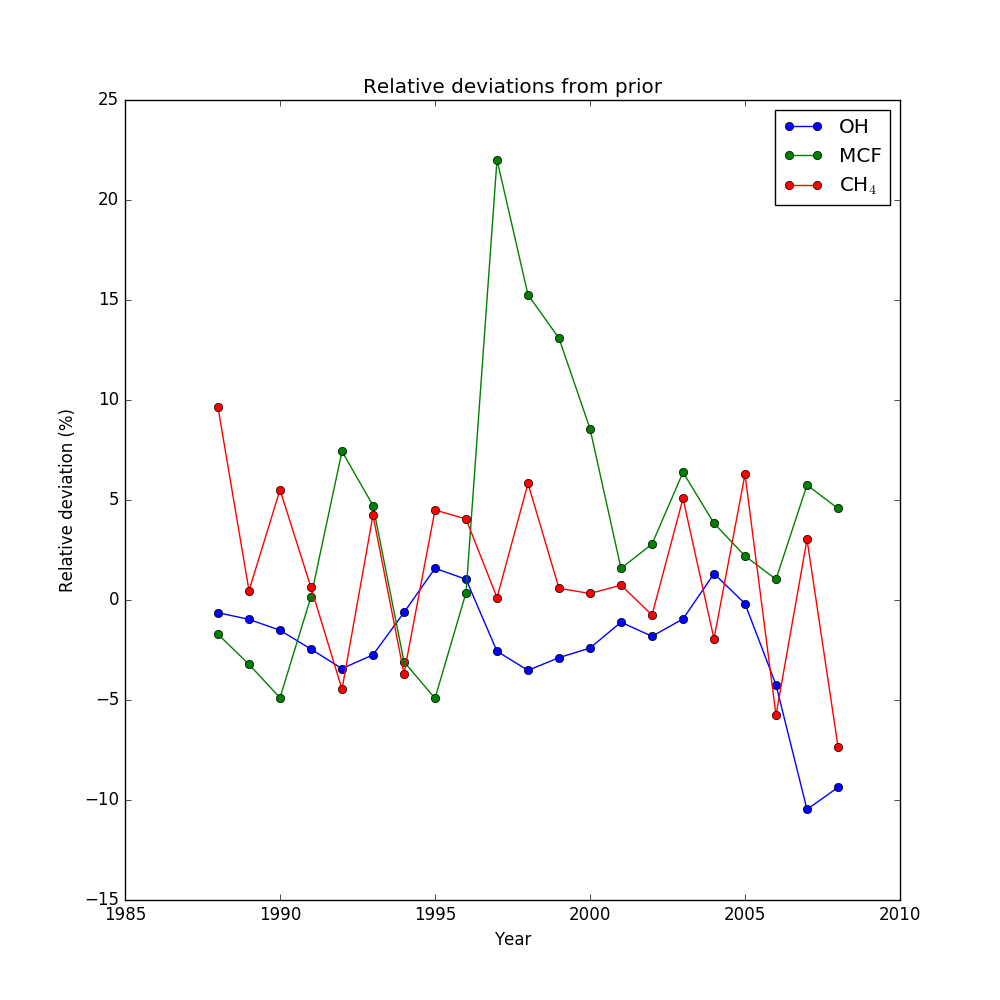 Relative deviations from prior
25
20
15
10
5
0
−5
−10
−15
Relative deviation (%)
1985 1990 1995 2000 2005 2010
Year
OH
MCF
CH₄